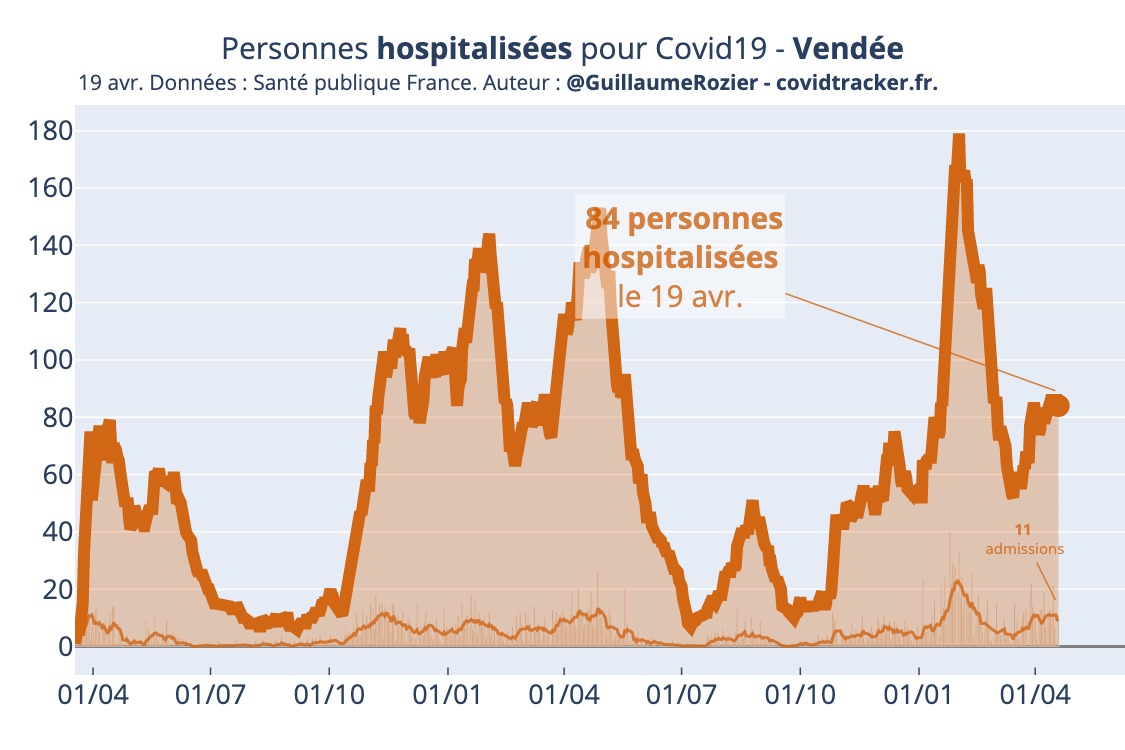 Personnes hospitalisées pour Covid19 - Vendée
19 avr. Données : Santé publique France. Auteur : @GuillaumeRozier - covidtracker.fr.
180
160
140
120
100
80
60
40
20
0
84 personnes
hospitalisées
le 19 avr.
11
admissions
01/04 01/07 01/10 01/01 01/04 01/07 01/10 01/01 01/04